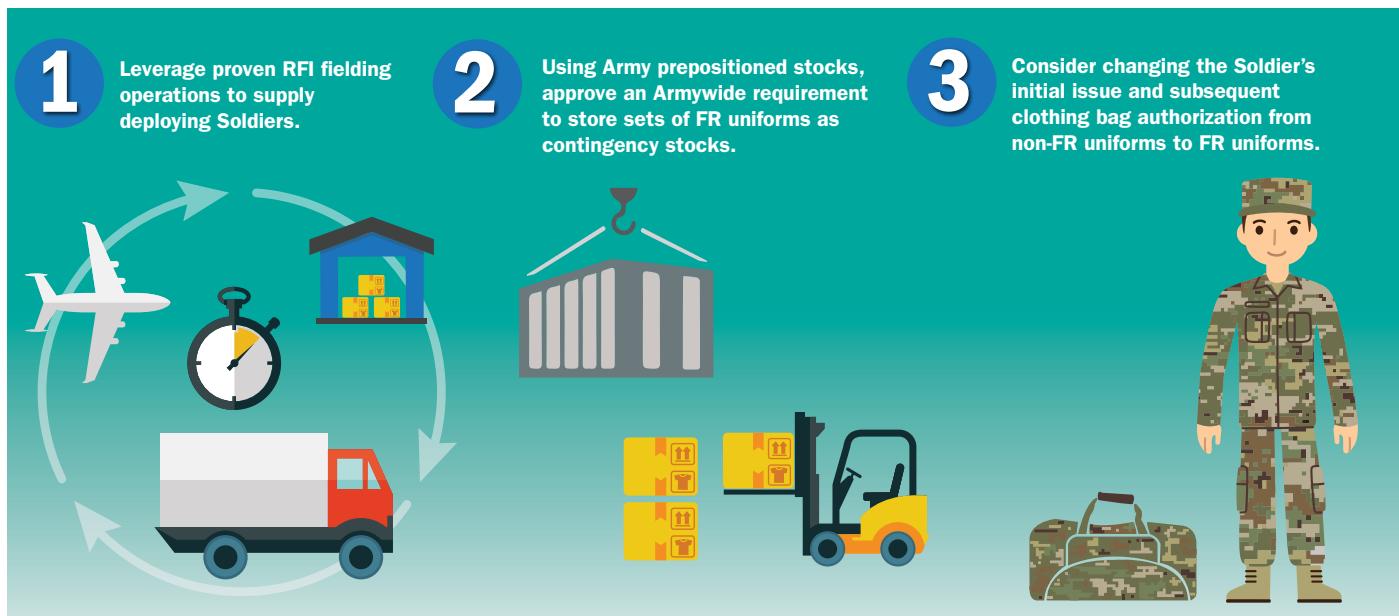 1
Leverage proven RFI fielding
operations to supply
deploying Soldiers.
2
Using Army prepositioned stocks,
approve an Armywide requirement
to store sets of FR uniforms as
contingency stocks.
3
Consider changing the Soldier's
initial issue and subsequent
clothing bag authorization from
non-FR uniforms to FR uniforms.